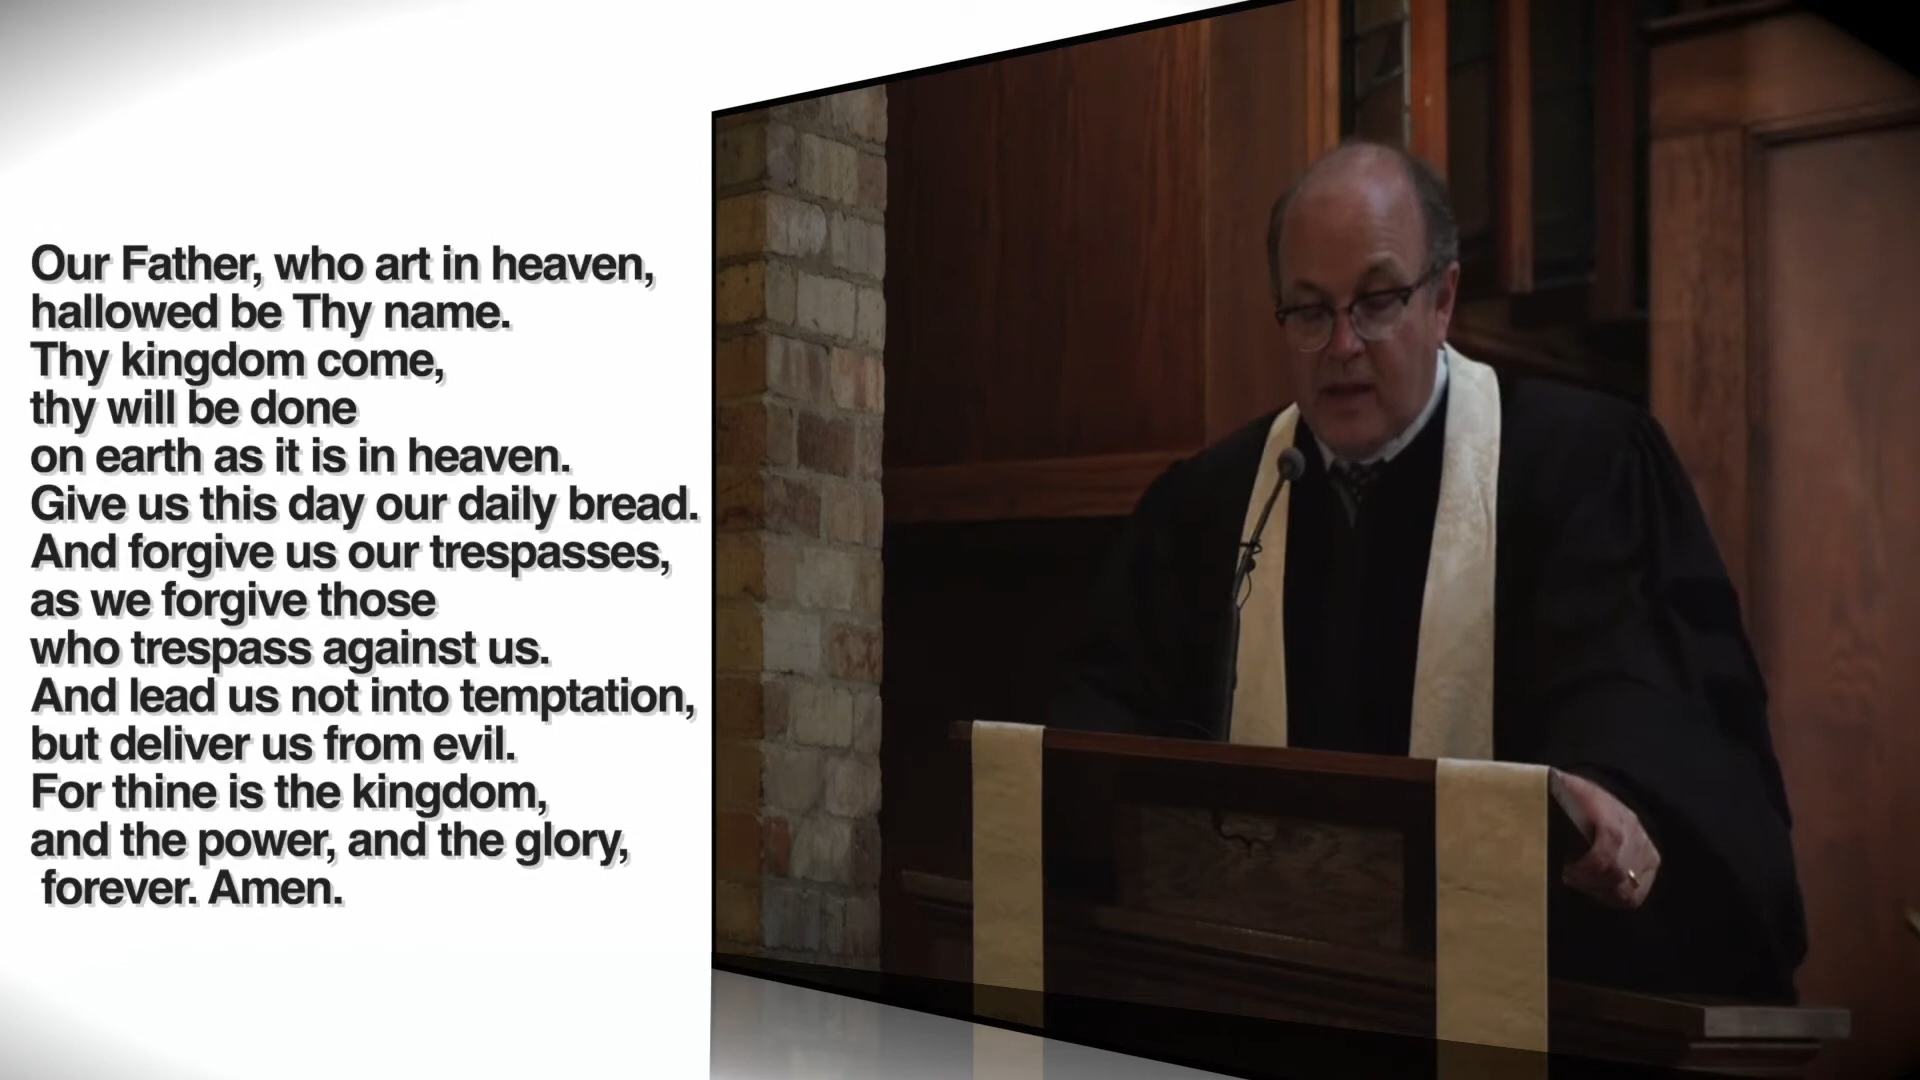 Our Father, who art in heaven,
hallowed be Thy name.
Thy kingdom come,
thy will be done
on earth as it is in heaven.
Give us this day our daily bread.
And forgive us our trespasses,
as we forgive those
who trespass against us.
And lead us not into temptation,
but deliver us from evil.
For thine is the kingdom,
and the power, and the glory,
forever. Amen.